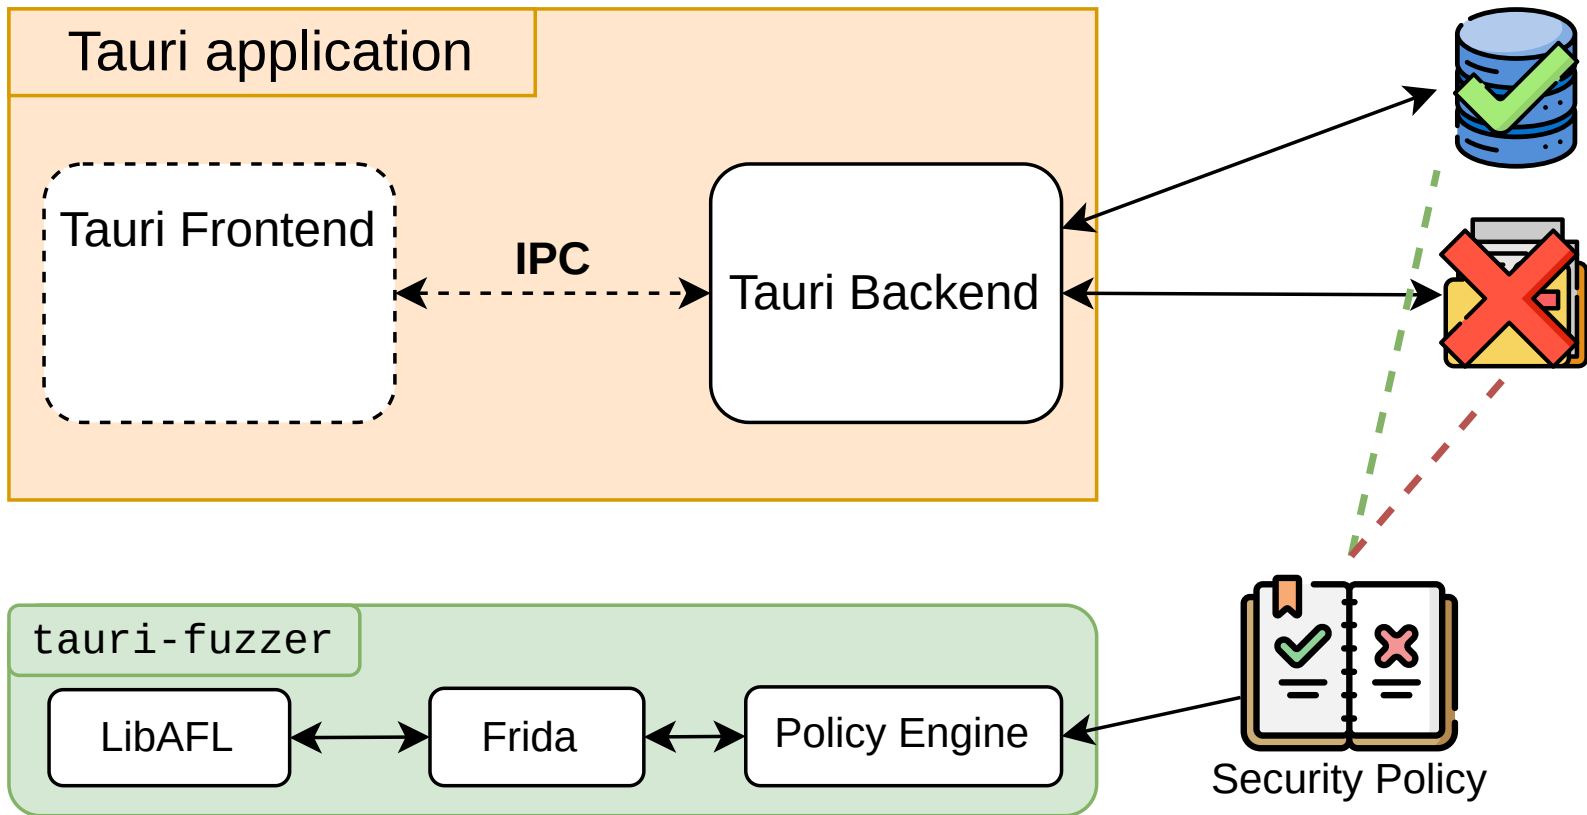 Tauri application
Tauri Frontend
IPC
Tauri Backend
tauri-fuzzer
LibAFL
Frida
Policy Engine
Security Policy